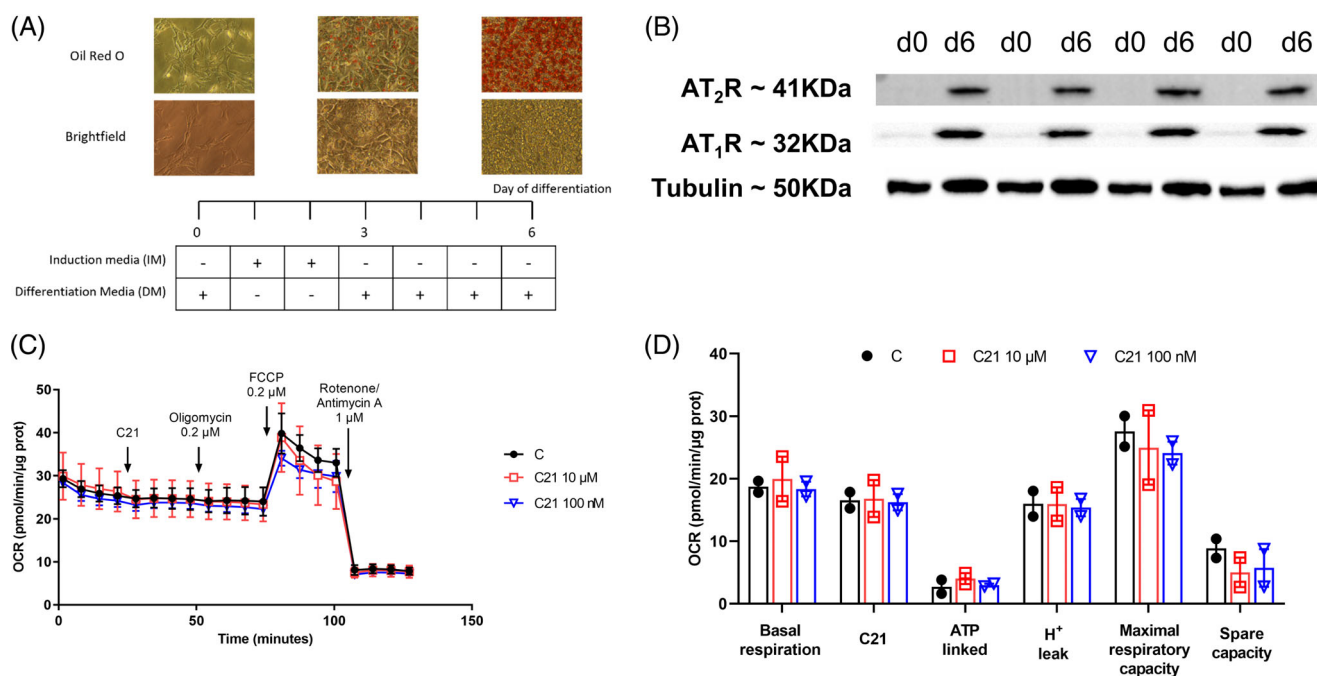 (A)
Oil Red O
Brightfield
Day of differentiation
0 3 6
Induction media (IM) - + + - - - -
Differentiation Media (DM) + - - + + + +
(B)
d0 d6 d0 d6 d0 d6 d0 d6
AT₂R ~ 41KDa
AT₁R ~ 32KDa
Tubulin ~ 50KDa
(C)
OCR (pmol/min/μg prot)
50
40
30
20
10
0
0 50 100 150
Time (minutes)
C21
Oligomycin
0.2 μM
FCCP
0.2 μM
Rotenone/
Antimycin A
1 μM
C
C21 10 μM
C21 100 nM
(D)
C C21 10 μM C21 100 nM
OCR (pmol/min/μg prot)
40
30
20
10
0
Basal
respiration
C21
ATP
linked
H⁺
leak
Maximal
respiratory
capacity
Spare
capacity